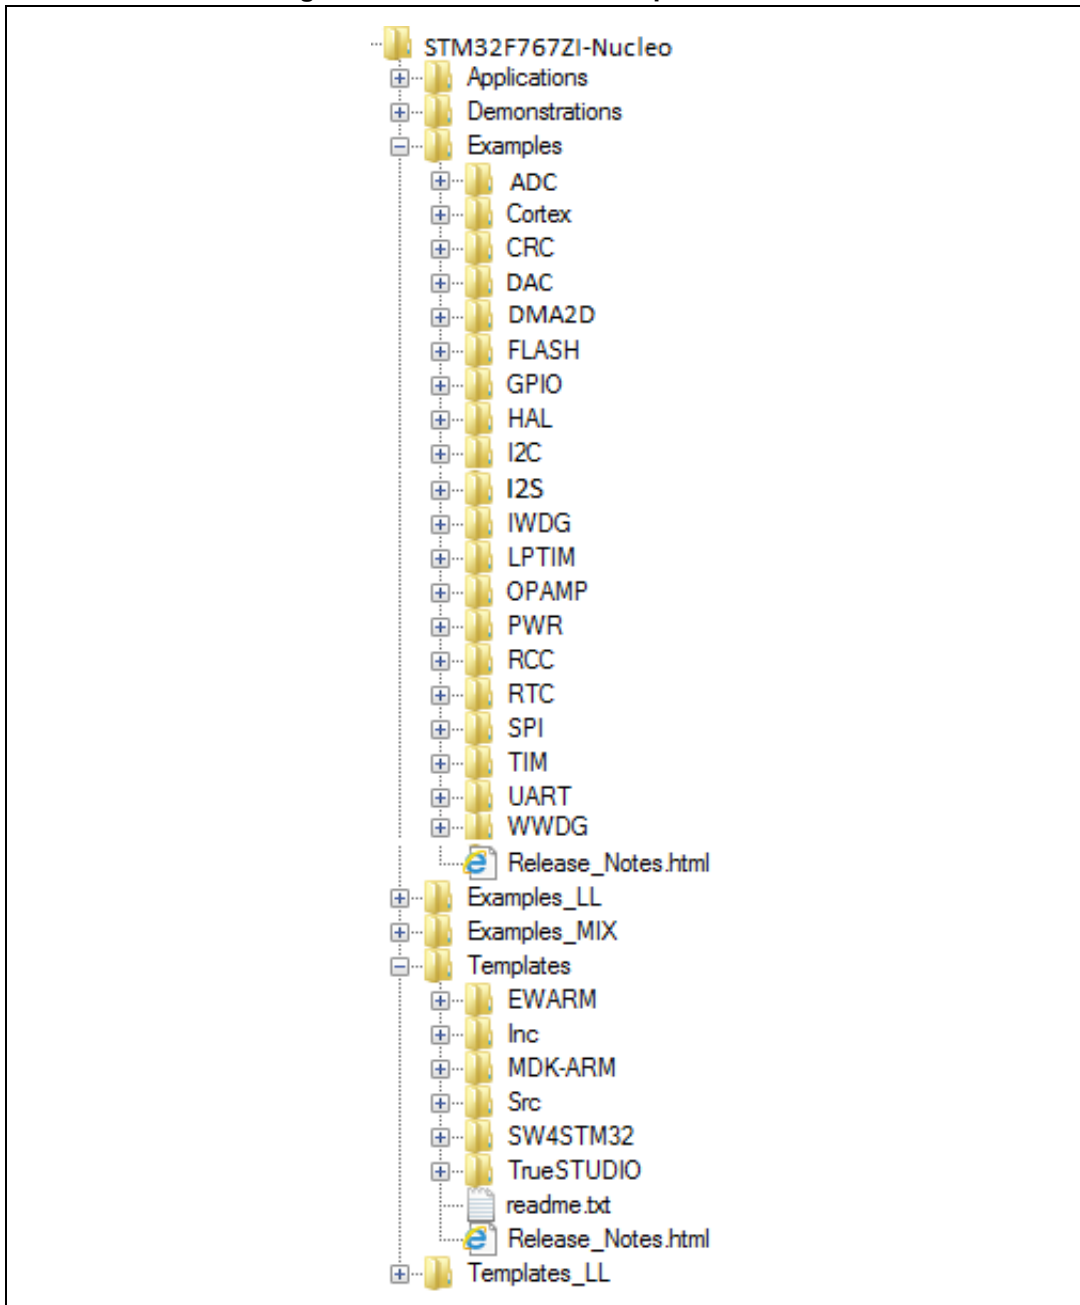 STM32F767ZI-Nucleo
Applications
Demonstrations
Examples
ADC
Cortex
CRC
DAC
DMA2D
FLASH
GPIO
HAL
I2C
I2S
IWDG
LPTIM
OPAMP
PWR
RCC
RTC
SPI
TIM
UART
WWDG
Release_Notes.html
Examples_LL
Examples_MIX
Templates
EWARM
Inc
MDK-ARM
Src
SW4STM32
TrueSTUDIO
readme.txt
Release_Notes.html
Templates_LL